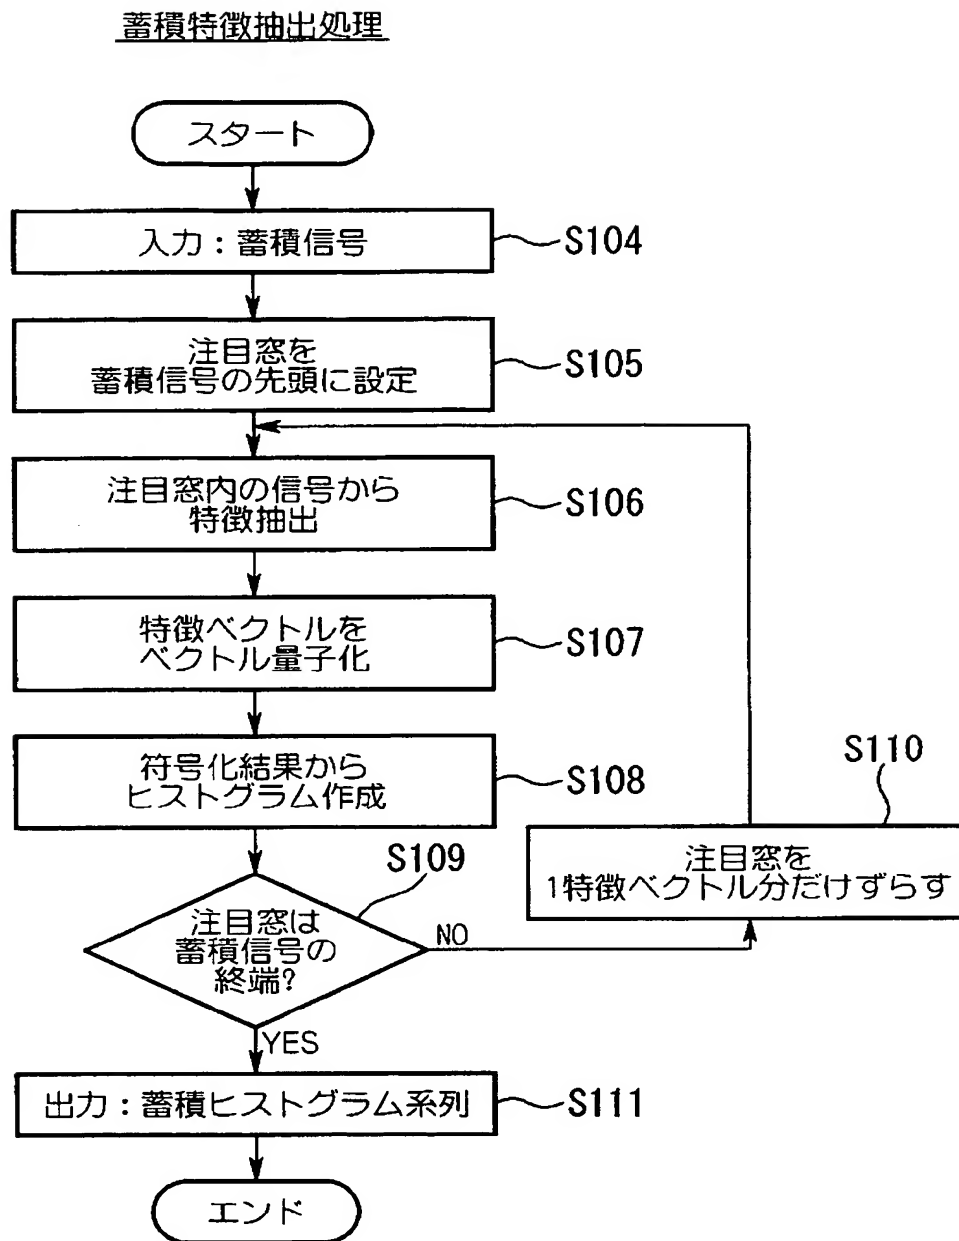 蓄積特徴抽出処理
スタート
入力：蓄積信号
S104
注目窓を
蓄積信号の先頭に設定
S105
注目窓内の信号から
特徴抽出
S106
特徴ベクトルを
ベクトル量子化
S107
符号化結果から
ヒストグラム作成
S108
S110
注目窓を
1特徴ベクトル分だけずらす
S109
注目窓は
蓄積信号の
終端?
NO
YES
出力：蓄積ヒストグラム系列
S111
エンド